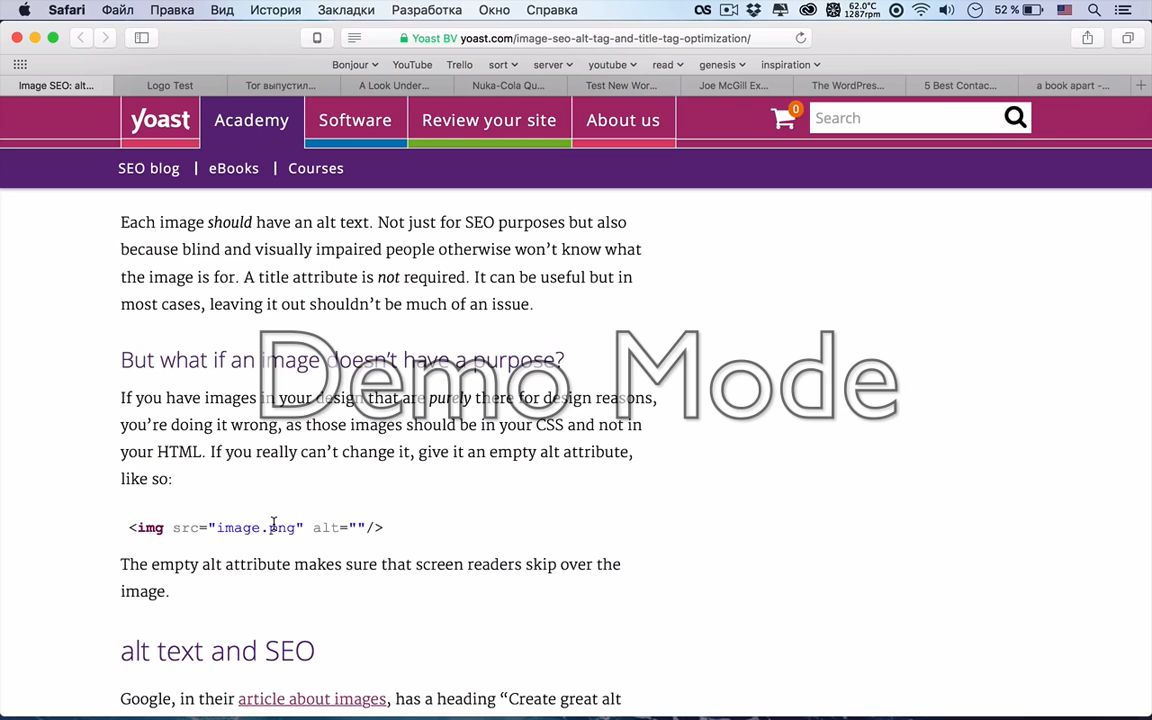 Safari Файл Правка Вид История Закладки Разработка Окно Справка 62.0°C 1287rpm 52 %
Yoast BV yoast.com/image-seo-alt-tag-and-title-tag-optimization/
Bonjour YouTube Trello sort server youtube read genesis inspiration
Image SEO: alt... Logo Test Tor выпустил... A Look Under... Nuka-Cola Qu... Test New Wor... Joe McGill Ex... The WordPres... 5 Best Contac... a book apart -...
yoast Academy Software Review your site About us 0 Search
SEO blog | eBooks | Courses
Each image should have an alt text. Not just for SEO purposes but also
because blind and visually impaired people otherwise won’t know what
the image is for. A title attribute is not required. It can be useful but in
most cases, leaving it out shouldn’t be much of an issue.
But what if an image doesn’t have a purpose?
Demo Mode
If you have images in your design that are purely there for design reasons,
you’re doing it wrong, as those images should be in your CSS and not in
your HTML. If you really can’t change it, give it an empty alt attribute,
like so:
<img src="image.png" alt=""/>
The empty alt attribute makes sure that screen readers skip over the
image.
alt text and SEO
Google, in their article about images, has a heading “Create great alt